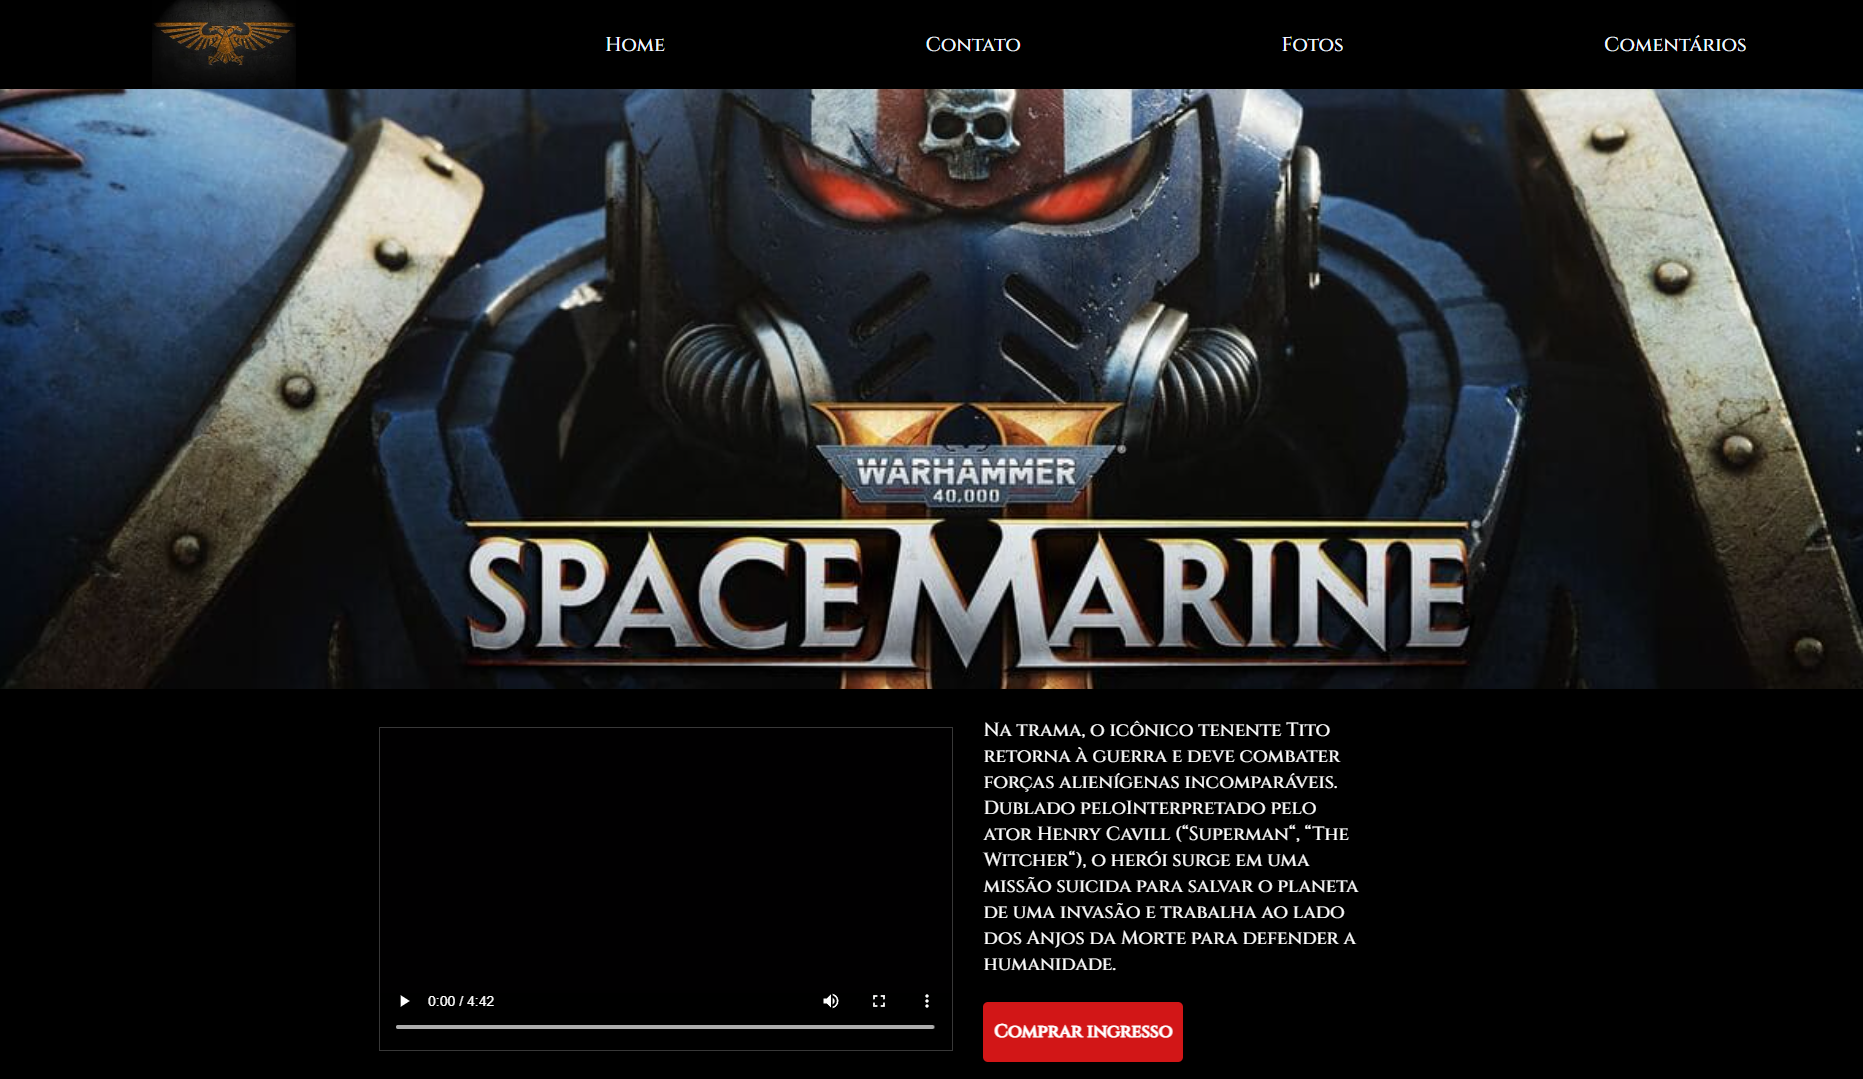 Home
Contato
Fotos
Comentários
WARHAMMER
40,000
SPACE MARINE
Na trama, o icônico tenente Tito
retorna à guerra e deve combater
forças alienígenas incomparáveis.
Dublado peloInterpretado pelo
ator Henry Cavill (“Superman“, “The
Witcher“), o herói surge em uma
missão suicida para salvar o planeta
de uma invasão e trabalha ao lado
dos Anjos da Morte para defender a
humanidade.
0:00 / 4:42
Comprar ingresso